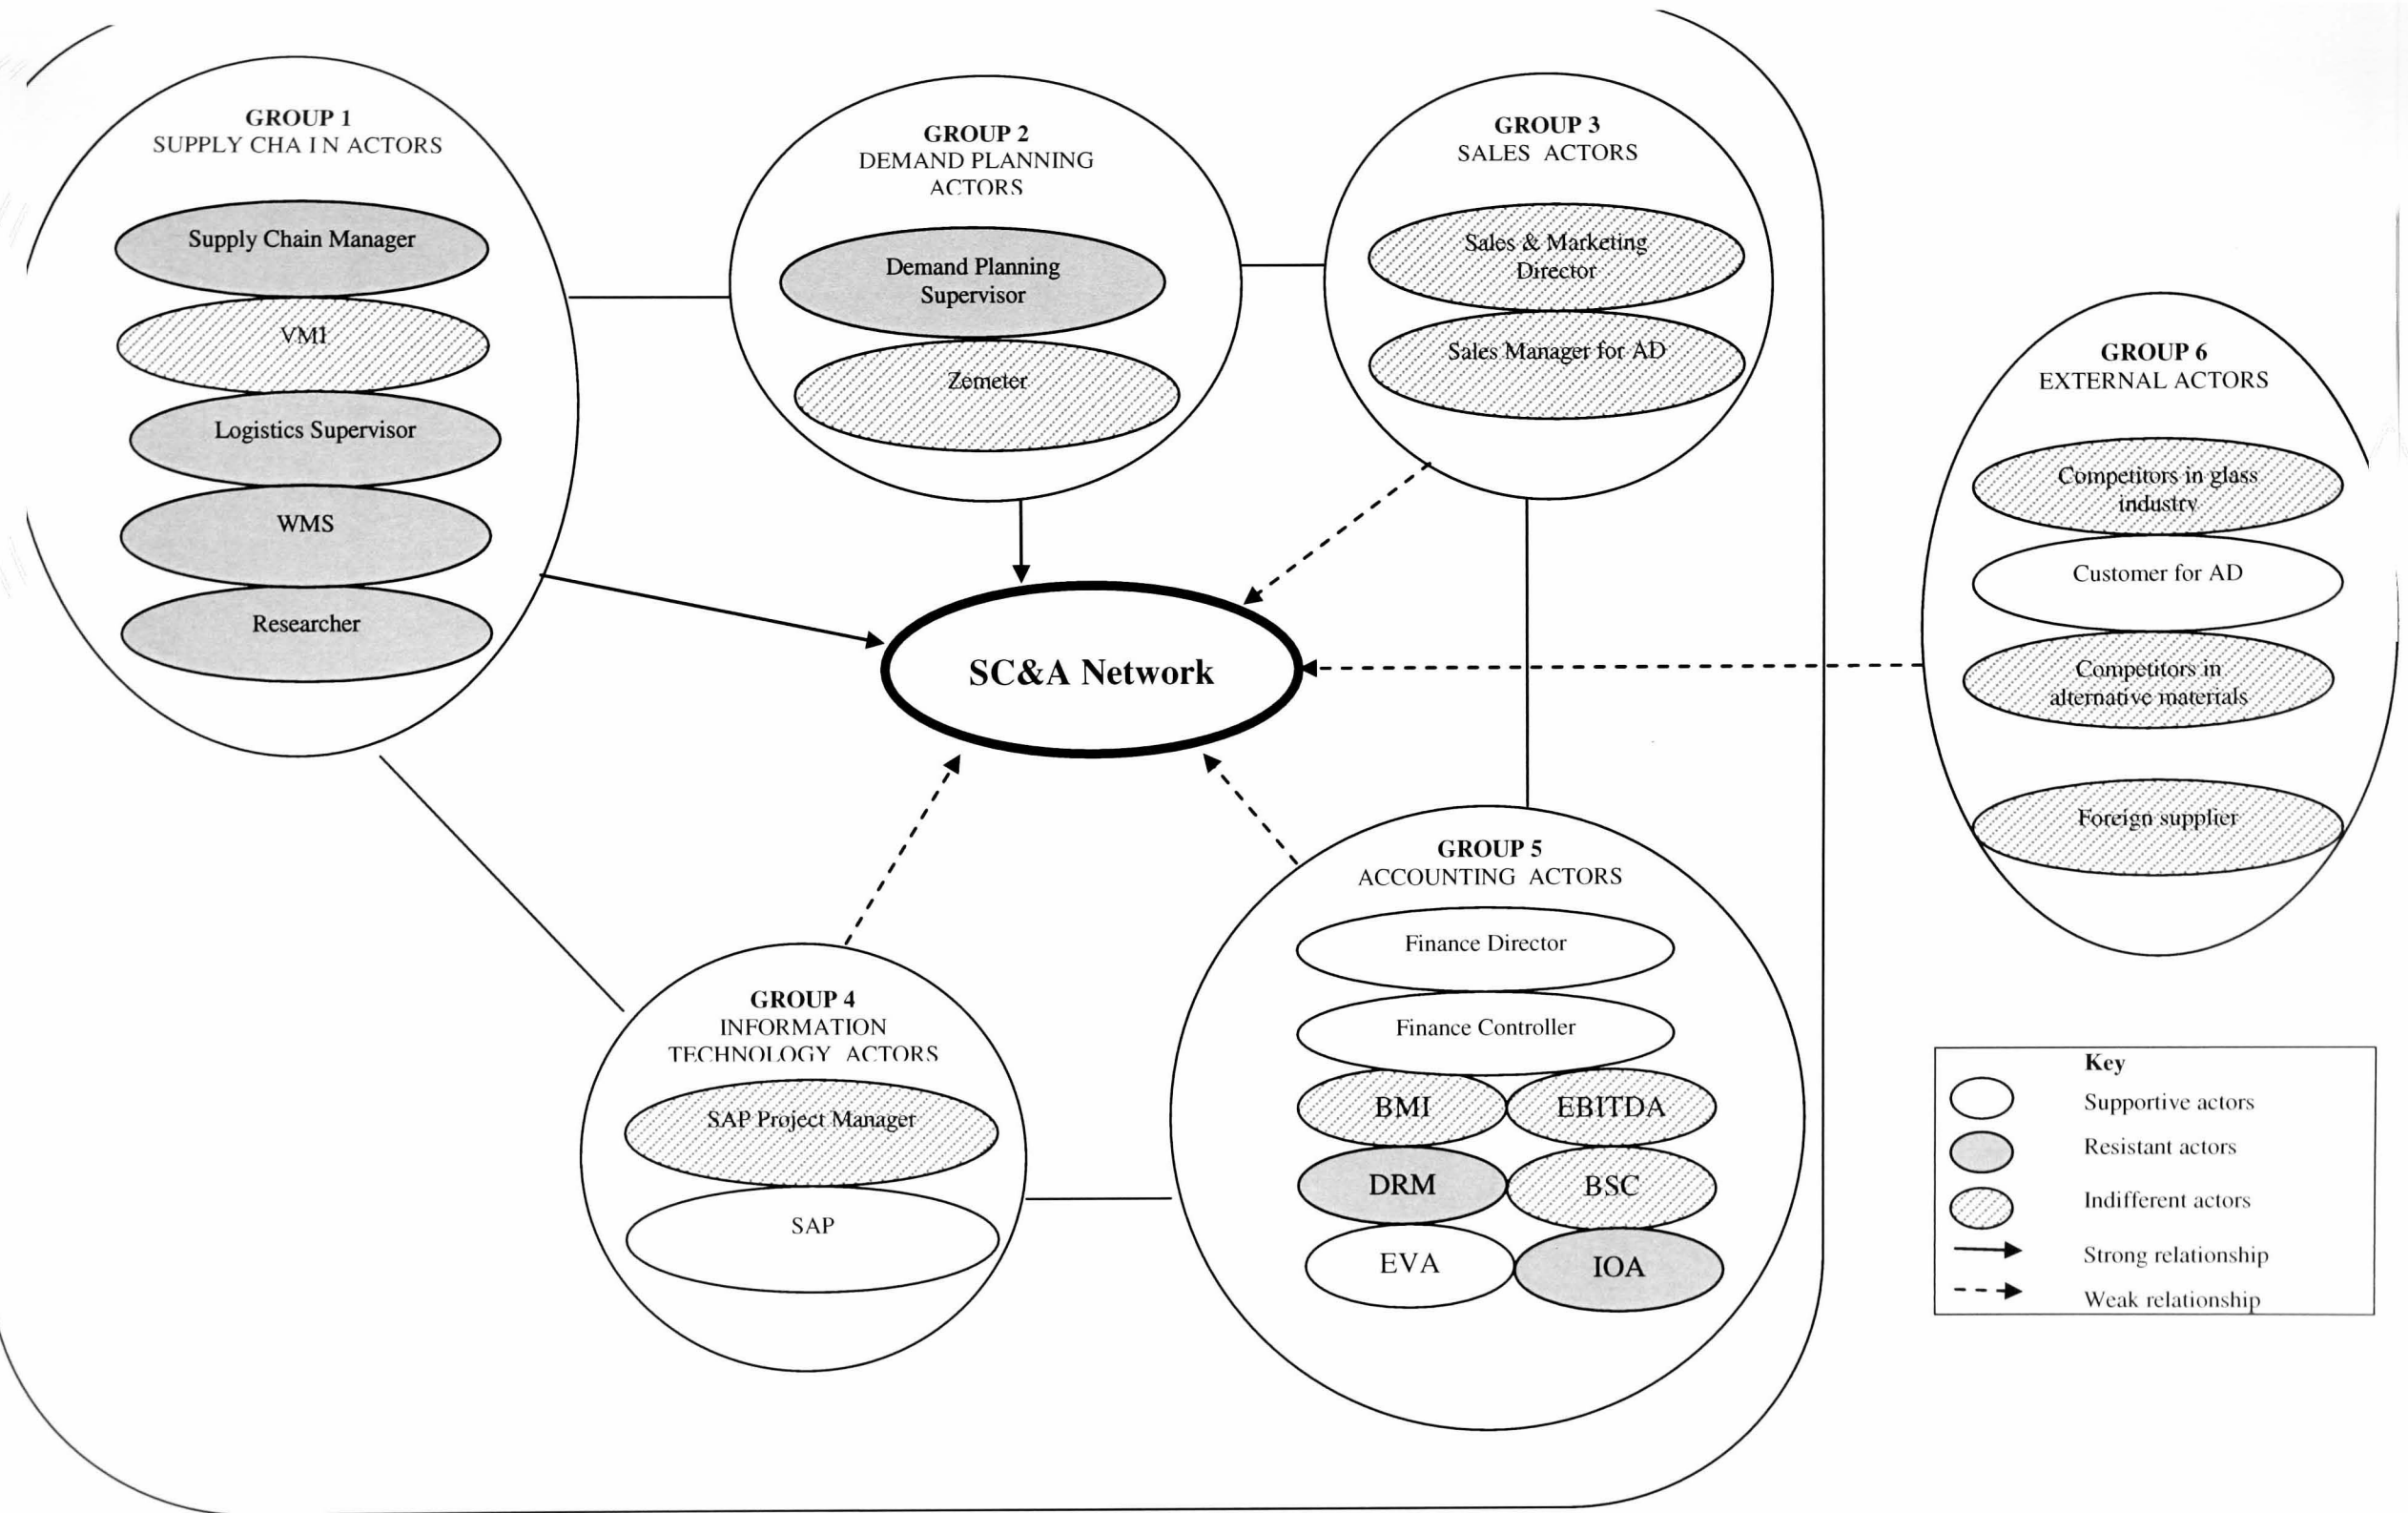 GROUP 1
SUPPLY CHA I N ACTORS
Supply Chain Manager
VMI
Logistics Supervisor
WMS
Researcher
GROUP 2
DEMAND PLANNING
ACTORS
Demand Planning
Supervisor
Zemeter
GROUP 3
SALES ACTORS
Sales & Marketing
Director
Sales Manager for AD
SC&A Network
GROUP 4
INFORMATION
TECHNOLOGY ACTORS
SAP Project Manager
SAP
GROUP 5
ACCOUNTING ACTORS
Finance Director
Finance Controller
BMI
EBITDA
DRM
BSC
EVA
IOA
GROUP 6
EXTERNAL ACTORS
Competitors in glass
industry
Customer for AD
Competitors in
alternative materials
Foreign supplier
Key
Supportive actors
Resistant actors
Indifferent actors
Strong relationship
Weak relationship